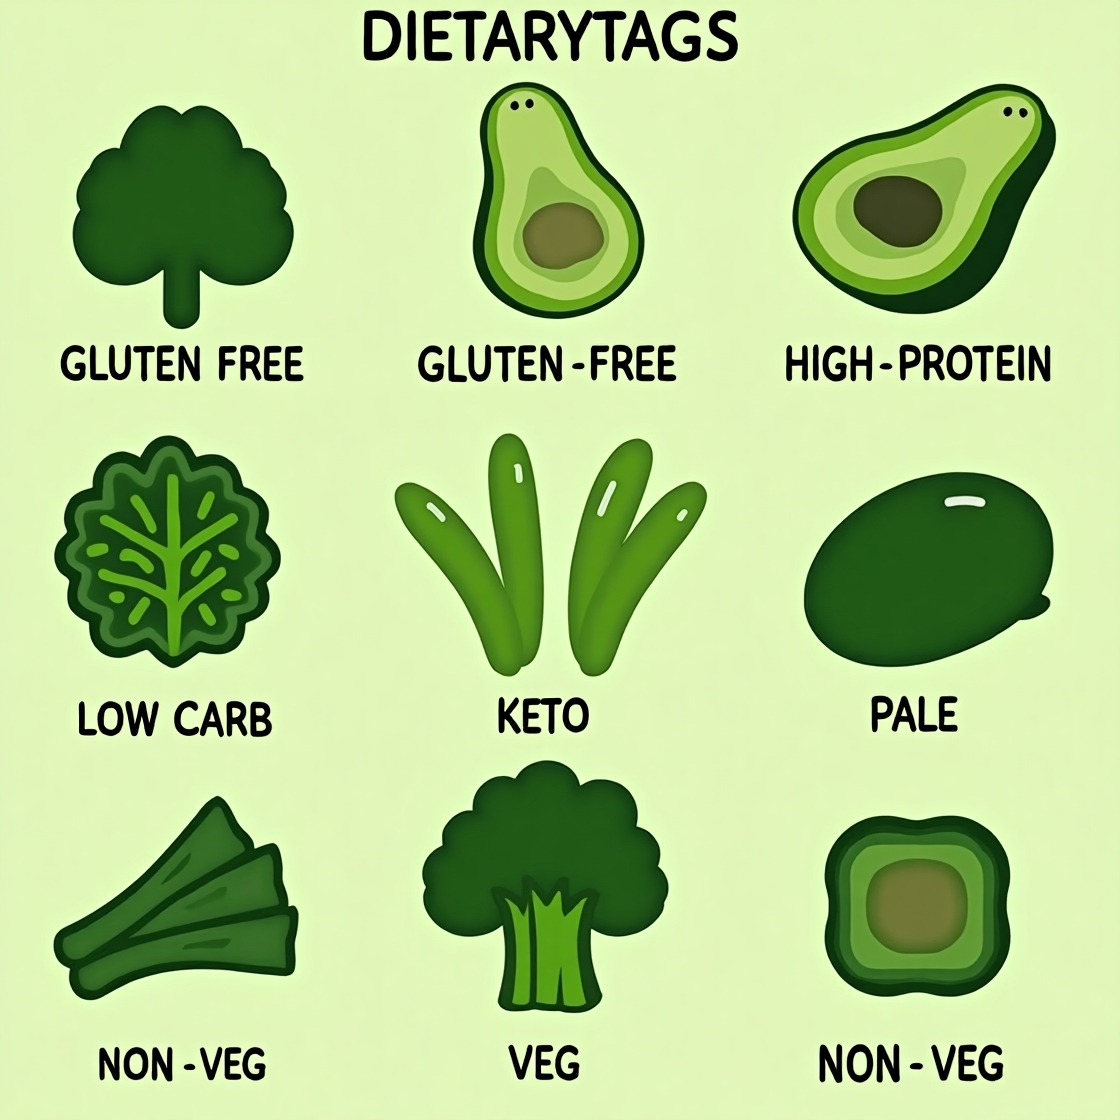 DIETARYTAGS
GLUTEN FREE
GLUTEN-FREE
HIGH-PROTEIN
LOW CARB
KETO
PALE
NON-VEG
VEG
NON-VEG